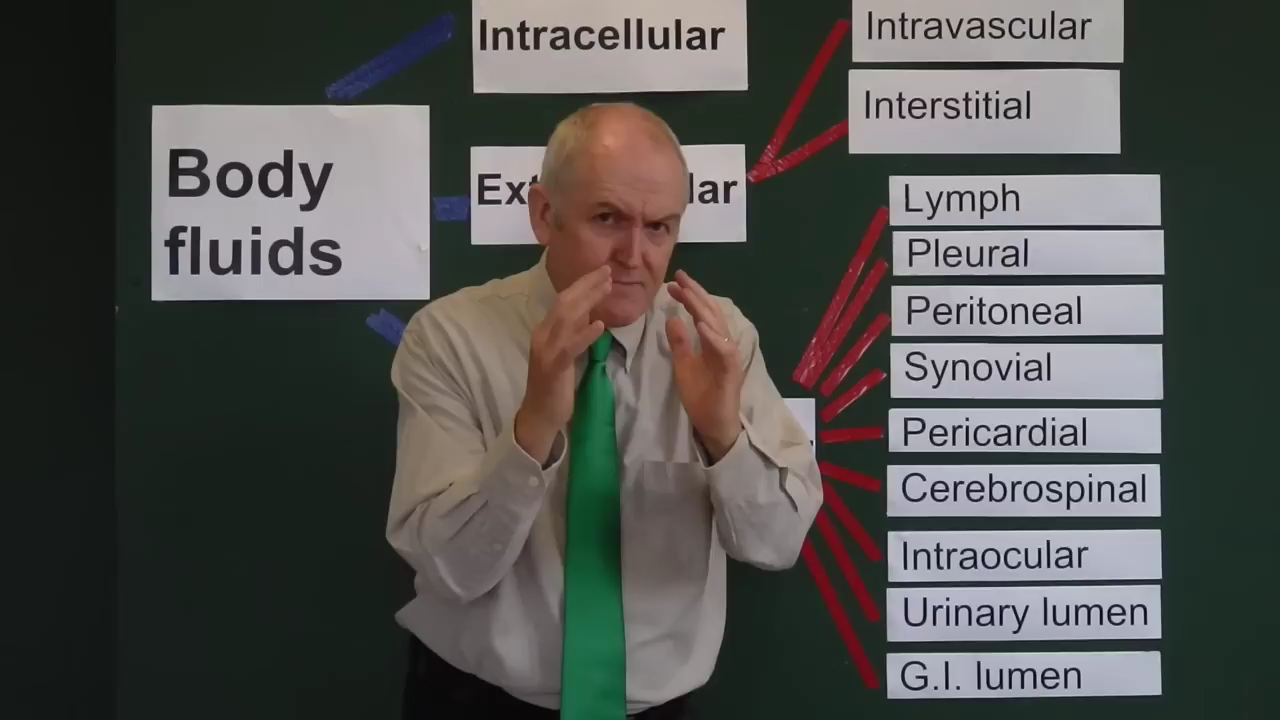 Intracellular
Intravascular
Interstitial
Body
fluids
Lymph
Pleural
Peritoneal
Synovial
Pericardial
Cerebrospinal
Intraocular
Urinary lumen
G.I. lumen